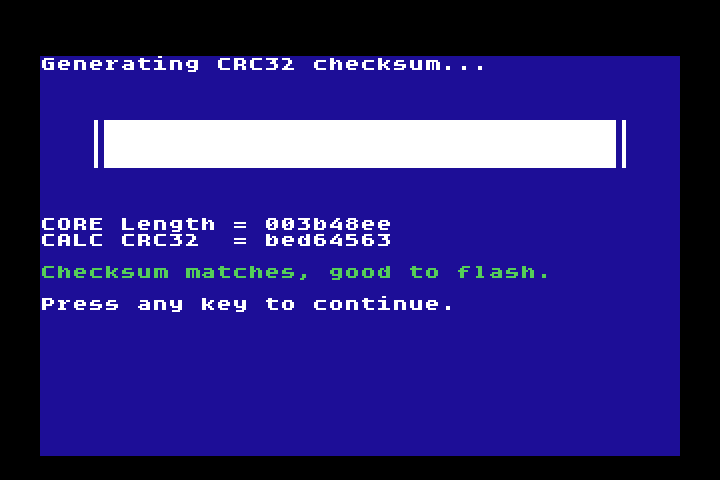 Generating CRC32 checksum...
CORE Length = 003b48ee
CALC CRC32  = bed64563
Checksum matches, good to flash.
Press any key to continue.